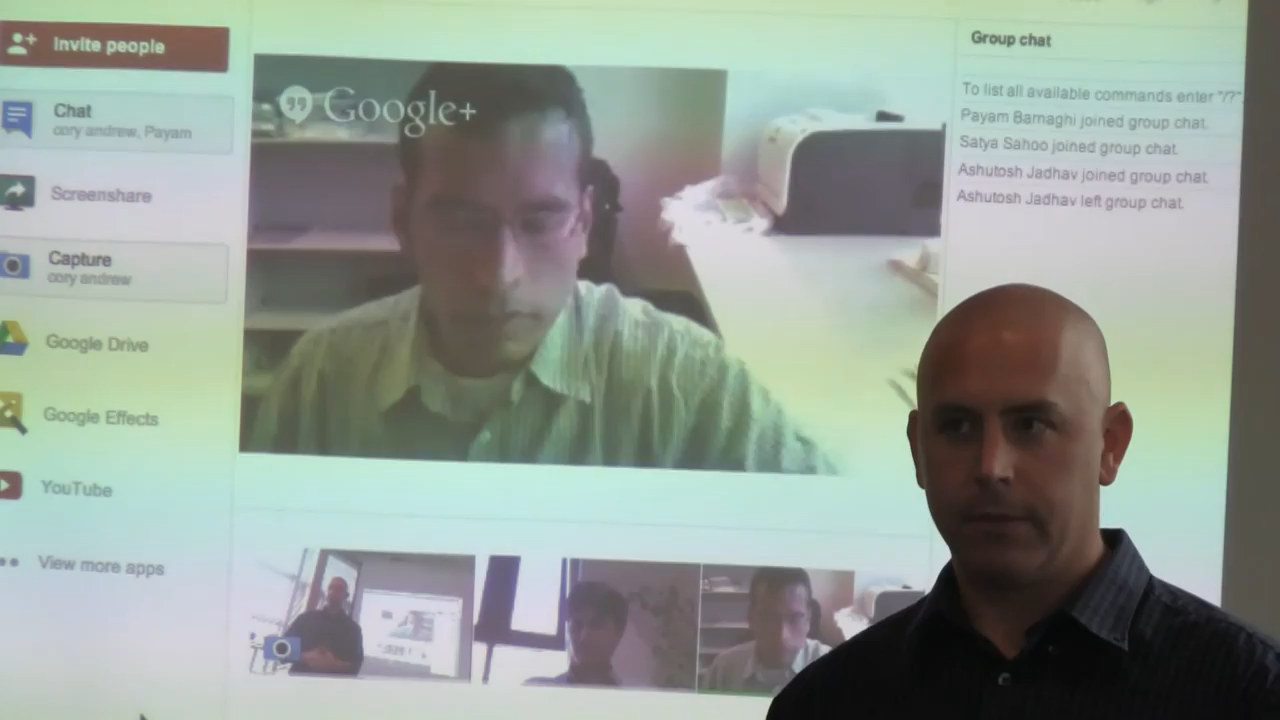 Invite people
Chat
cory andrew, Payam
Screenshare
Capture
cory andrew
Google Drive
Google Effects
YouTube
View more apps
Google+
Group chat
To list all available commands enter "/?"
Payam Barnaghi joined group chat.
Satya Sahoo joined group chat.
Ashutosh Jadhav joined group chat.
Ashutosh Jadhav left group chat.